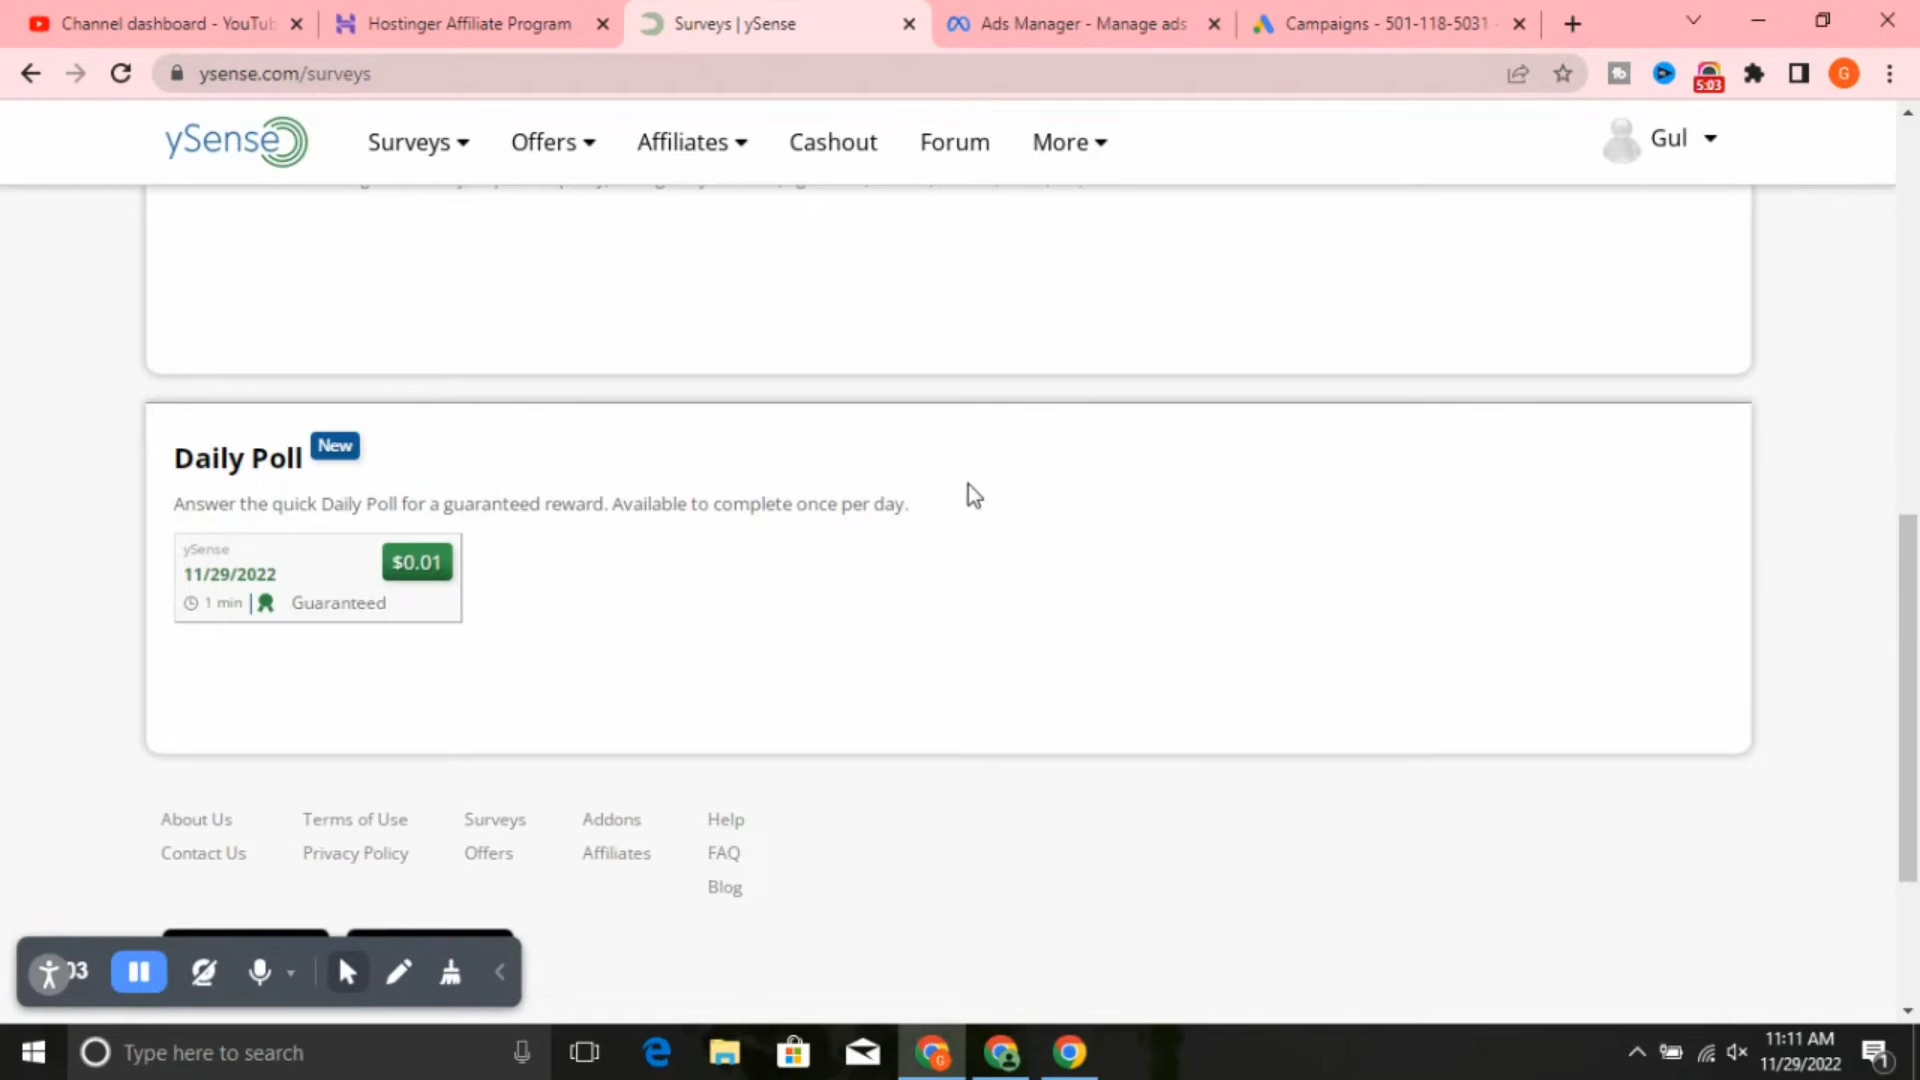 Channel dashboard - YouTub
Hostinger Affiliate Program
Surveys | ySense
Ads Manager - Manage ads
Campaigns - 501-118-5031 -
ysense.com/surveys
5:03
G
ySense
Surveys
Offers
Affiliates
Cashout
Forum
More
Gul
Daily Poll
New
Answer the quick Daily Poll for a guaranteed reward. Available to complete once per day.
ySense
$0.01
11/29/2022
1 min
Guaranteed
About Us
Terms of Use
Surveys
Addons
Help
Contact Us
Privacy Policy
Offers
Affiliates
FAQ
Blog
03
Type here to search
G
11:11 AM
11/29/2022
1